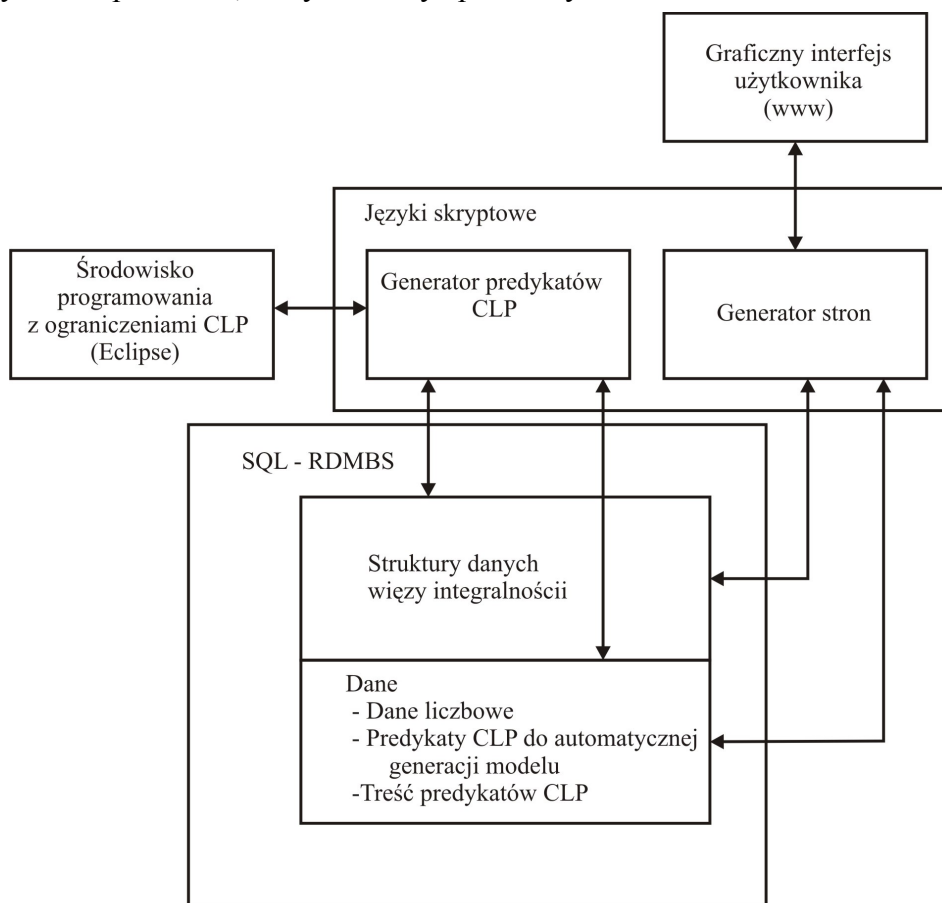 Graficzny interfejs
użytkownika
(www)
Języki skryptowe
Środowisko
programowania
z ograniczeniami CLP
(Eclipse)
Generator predykatów
CLP
Generator stron
SQL - RDMBS
Struktury danych
więzy integralnościi
Dane
- Dane liczbowe
- Predykaty CLP do automatycznej
generacji modelu
-Treść predykatów CLP